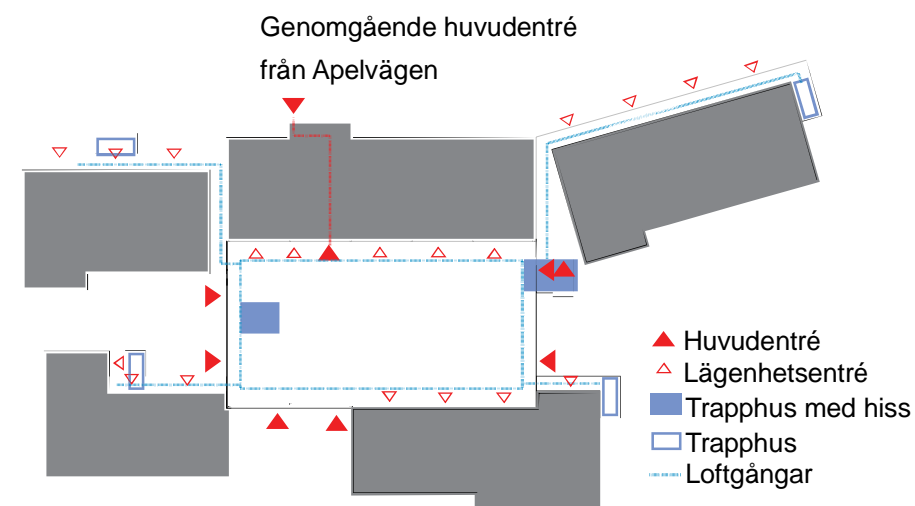 Genomgående huvudentré
från Apelvägen
Huvudentré
Lägenhetsentré
Trapphus med hiss
Trapphus
Loftgångar